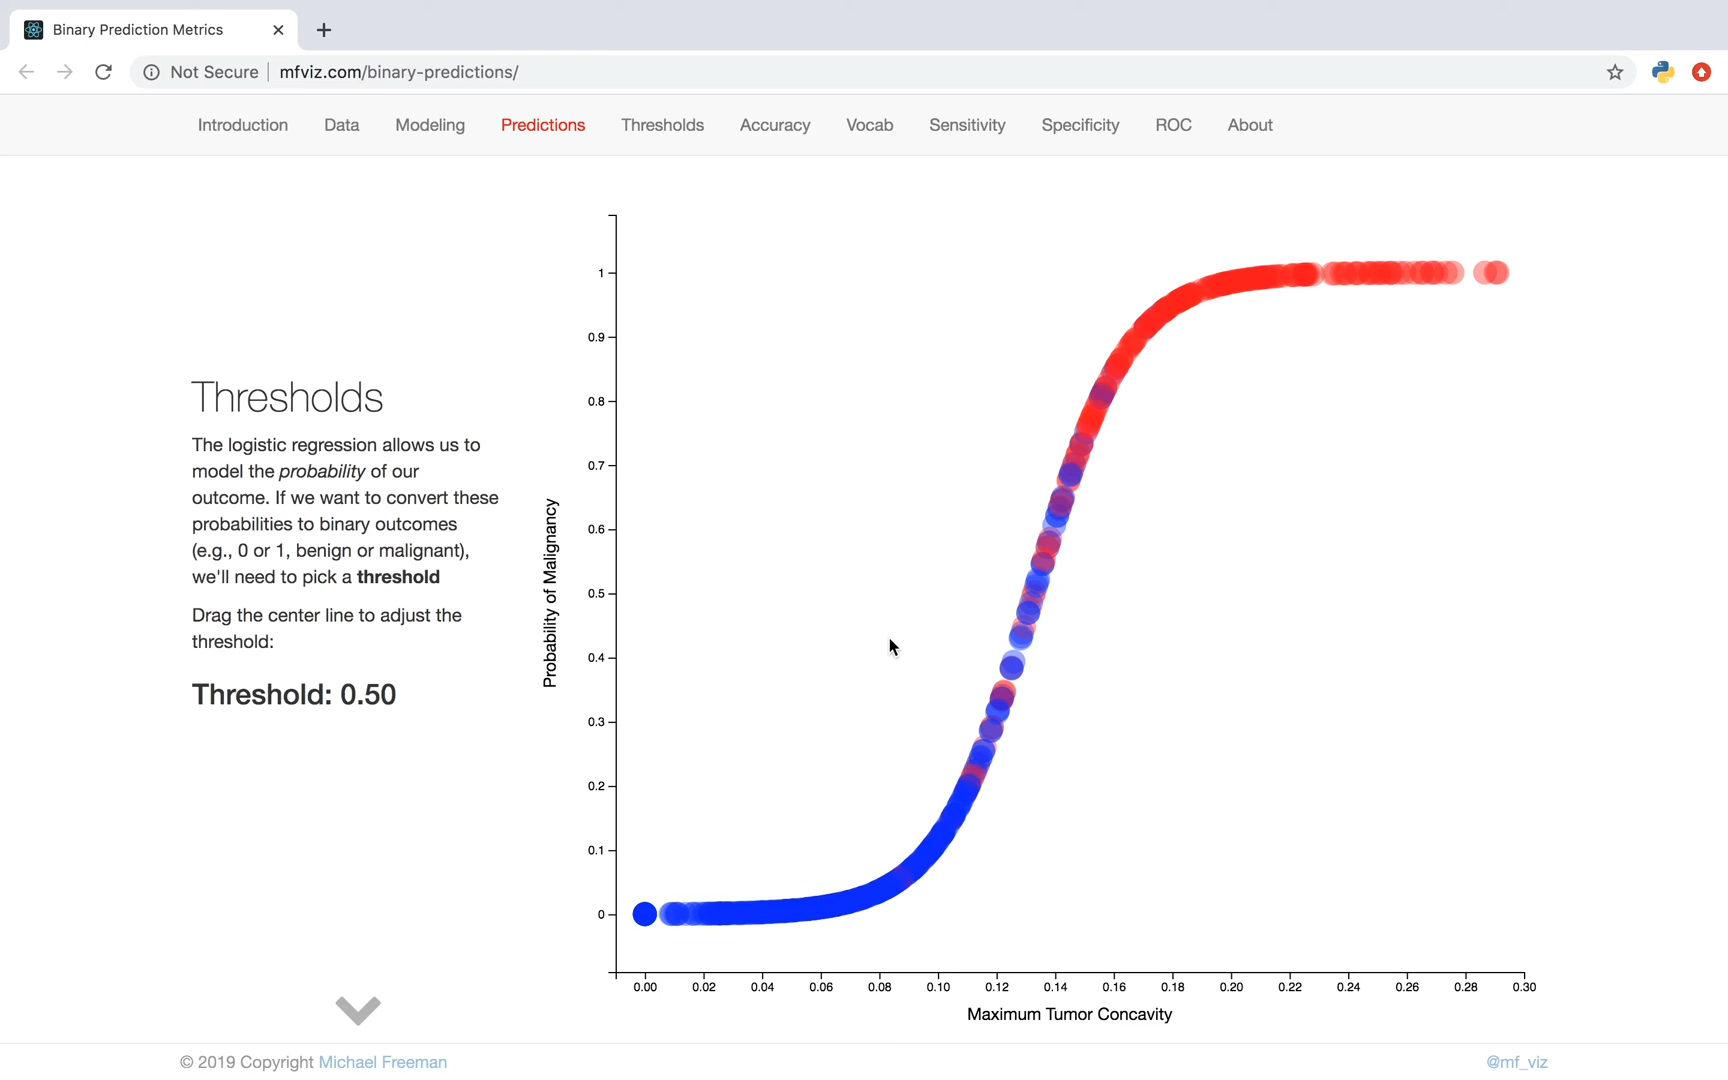 Binary Prediction Metrics
Not Secure | mfviz.com/binary-predictions/
Introduction Data Modeling Predictions Thresholds Accuracy Vocab Sensitivity Specificity ROC About
Thresholds
The logistic regression allows us to
model the probability of our
outcome. If we want to convert these
probabilities to binary outcomes
(e.g., 0 or 1, benign or malignant),
we'll need to pick a threshold
Drag the center line to adjust the
threshold:
Threshold: 0.50
Probability of Malignancy
1
0.9
0.8
0.7
0.6
0.5
0.4
0.3
0.2
0.1
0
0.00 0.02 0.04 0.06 0.08 0.10 0.12 0.14 0.16 0.18 0.20 0.22 0.24 0.26 0.28 0.30
Maximum Tumor Concavity
© 2019 Copyright Michael Freeman
@mf_viz